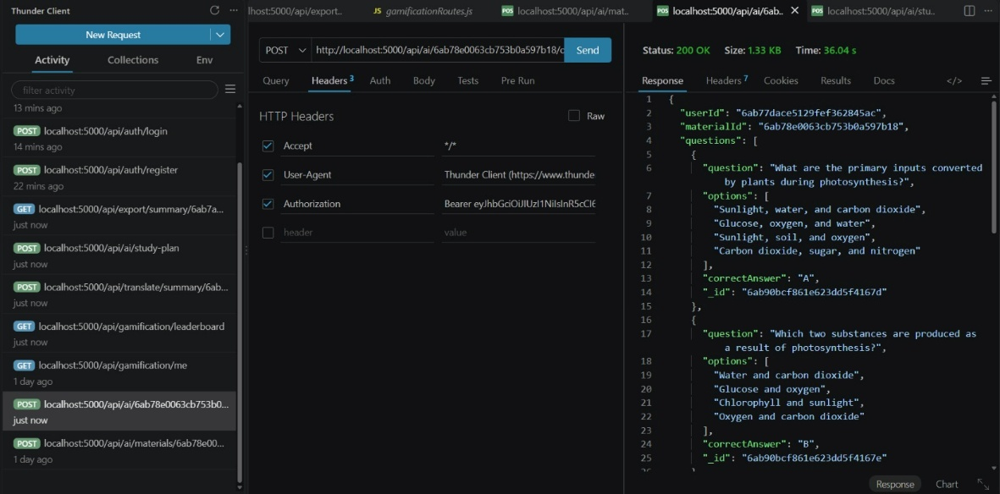 Thunder Client
New Request
Activity Collections Env
filter activity
13 mins ago
POST localhost:5000/api/auth/login
14 mins ago
POST localhost:5000/api/auth/register
22 mins ago
GET localhost:5000/api/export/summary/6ab7a...
just now
POST localhost:5000/api/ai/study-plan
just now
POST localhost:5000/api/translate/summary/6ab...
just now
GET localhost:5000/api/gamification/leaderboard
just now
GET localhost:5000/api/gamification/me
1 day ago
POST localhost:5000/api/ai/6ab78e0063cb753b0...
just now
POST localhost:5000/api/ai/materials/6ab78e00...
1 day ago
lhost:5000/api/export.. JS gamificationRoutes.js POS localhost:5000/api/ai/mat.. POS localhost:5000/api/ai/6ab.. POS localhost:5000/api/ai/stu..
POST http://localhost:5000/api/ai/6ab78e0063cb753b0a597b18/c Send
Query Headers 3 Auth Body Tests Pre Run
HTTP Headers Raw
Accept */*
User-Agent Thunder Client (https://www.thunde
Authorization Bearer
header value
Status: 200 OK Size: 1.33 KB Time: 36.04 s
Response Headers 7 Cookies Results Docs </>
1 {
2 "userId": "6ab77dace5129fef362845ac",
3 "materialId": "6ab78e0063cb753b0a597b18",
4 "questions": [
5 {
6 "question": "What are the primary inputs converted
by plants during photosynthesis?",
7 "options": [
8 "Sunlight, water, and carbon dioxide",
9 "Glucose, oxygen, and water",
10 "Sunlight, soil, and oxygen",
11 "Carbon dioxide, sugar, and nitrogen"
12 ],
13 "correctAnswer": "A",
14 "_id": "6ab90bcf861e623dd5f4167d"
15 },
16 {
17 "question": "Which two substances are produced as
a result of photosynthesis?",
18 "options": [
19 "Water and carbon dioxide",
20 "Glucose and oxygen",
21 "Chlorophyll and sunlight",
22 "Oxygen and carbon dioxide"
23 ],
24 "correctAnswer": "B",
25 "_id": "6ab90bcf861e623dd5f4167e"
Response Chart